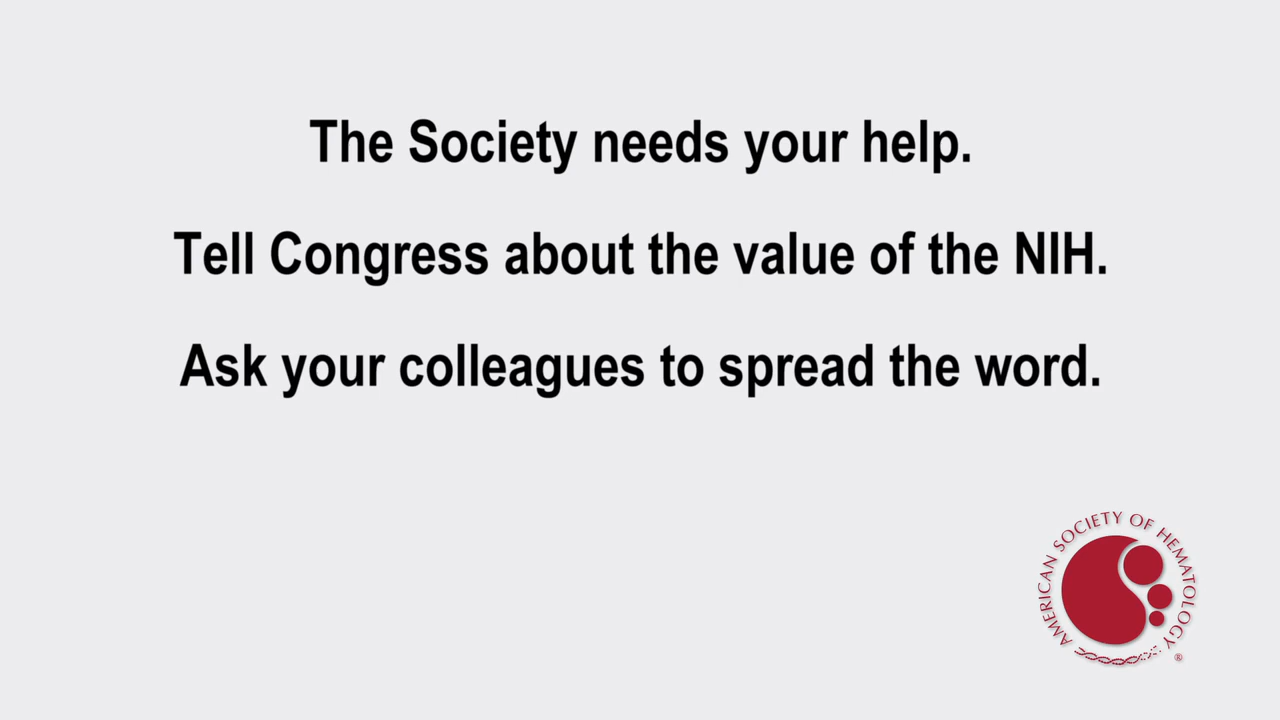 The Society needs your help.
Tell Congress about the value of the NIH.
Ask your colleagues to spread the word.
AMERICAN SOCIETY OF HEMATOLOGY
®